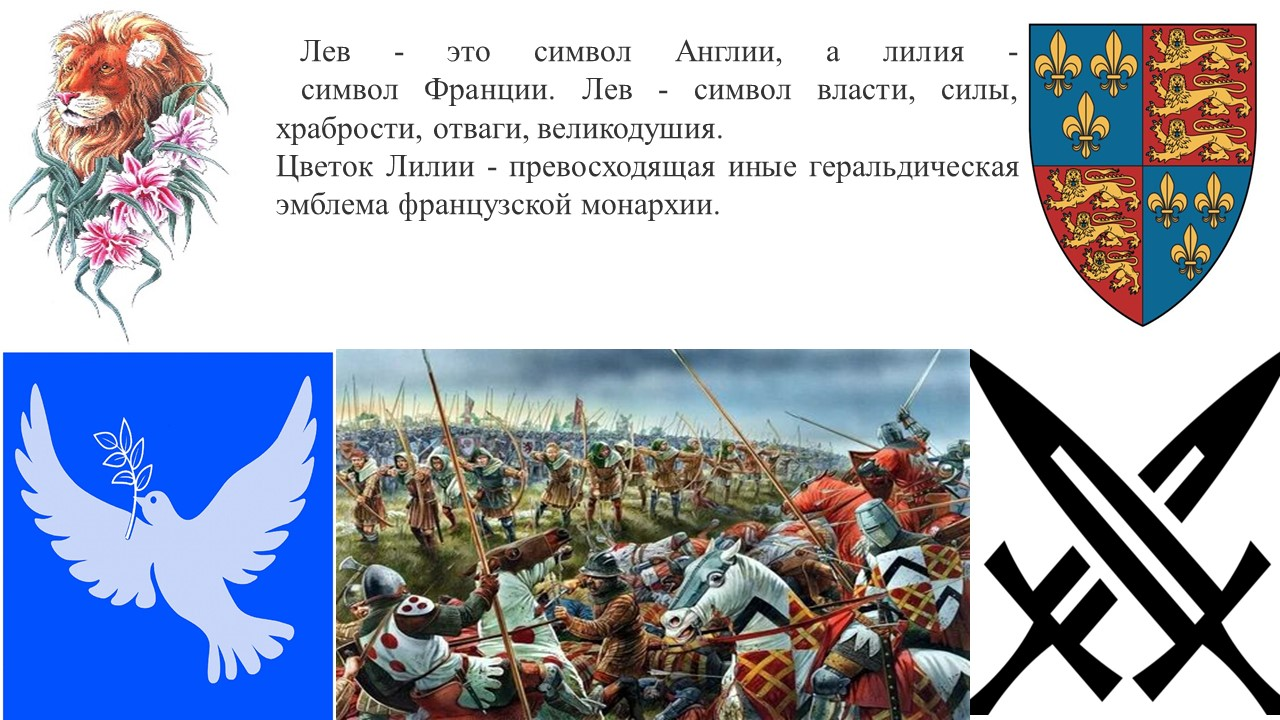 Лев - это символ Англии, а лилия -
символ Франции. Лев - символ власти, силы,
храбрости, отваги, великодушия.
Цветок Лилии - превосходящая иные геральдическая
эмблема французской монархии.